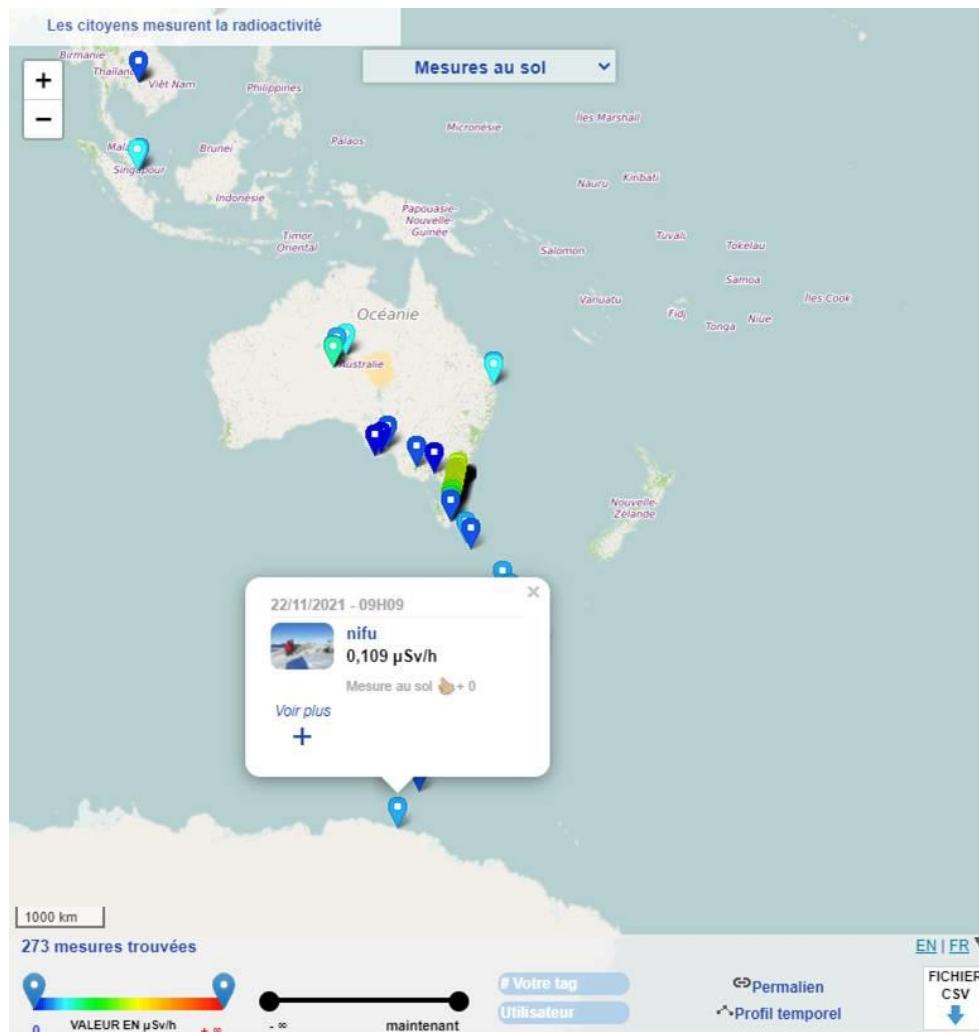 Les citoyens mesurent la radioactivité
Mesures au sol
+
−
Birmanie
Viêt Nam
Philippines
Îles Marshall
Micronésie
Palaos
Brunei
Singapour
Indonésie
Nauru
Kiribati
Papouasie-
Nouvelle-
Guinée
Timor
Oriental
Salomon
Tuvalu
Tokelau
Samoa
Vanuatu
Fidj
Tonga
Niue
Îles Cook
Océanie
Australie
Nouvelle-
Zélande
22/11/2021 - 09H09
×
nifu
0,109 µSv/h
Mesure au sol + 0
Voir plus
+
1000 km
273 mesures trouvées
EN | FR
# Votre tag
Utilisateur
Permalien
Profil temporel
FICHIER
CSV
0 VALEUR EN µSv/h + ∞
- ∞ maintenant